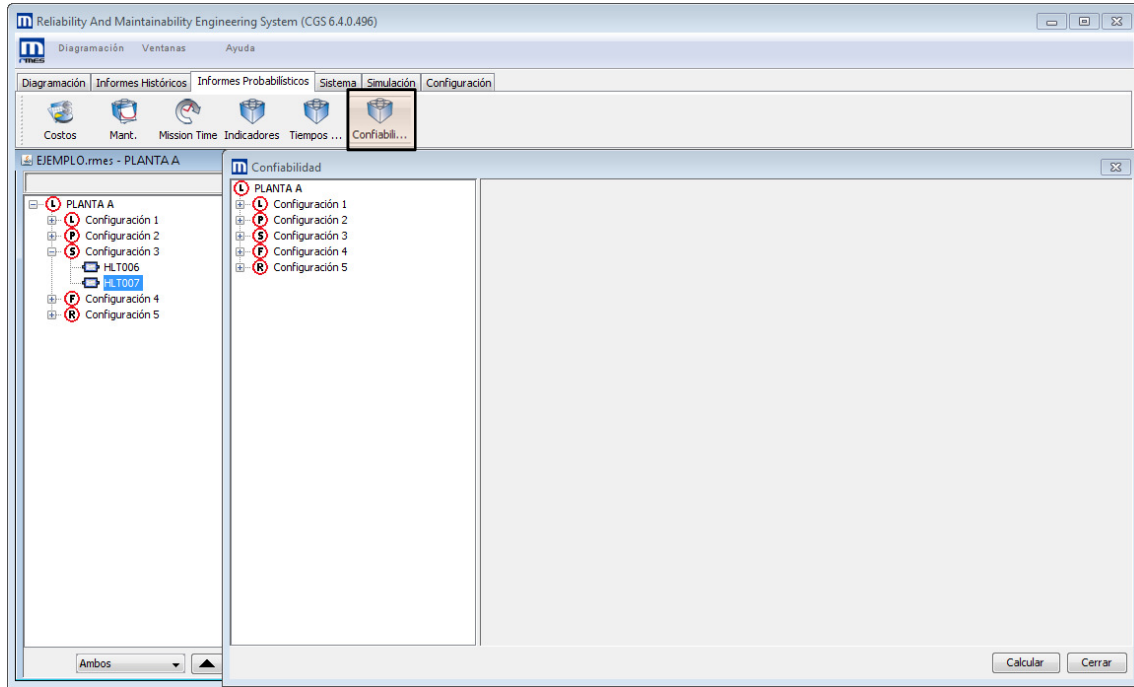 Reliability And Maintainability Engineering System (CGS 6.4.0.496)
rmes Diagramación Ventanas Ayuda
Diagramación Informes Históricos Informes Probabilísticos Sistema Simulación Configuración
Costos Mant. Mission Time Indicadores Tiempos ... Confiabili...
EJEMPLO.rmes - PLANTA A
L PLANTA A
L Configuración 1
P Configuración 2
S Configuración 3
HLT006
HLT007
F Configuración 4
R Configuración 5
Ambos
Confiabilidad
L PLANTA A
L Configuración 1
P Configuración 2
S Configuración 3
F Configuración 4
R Configuración 5
Calcular Cerrar